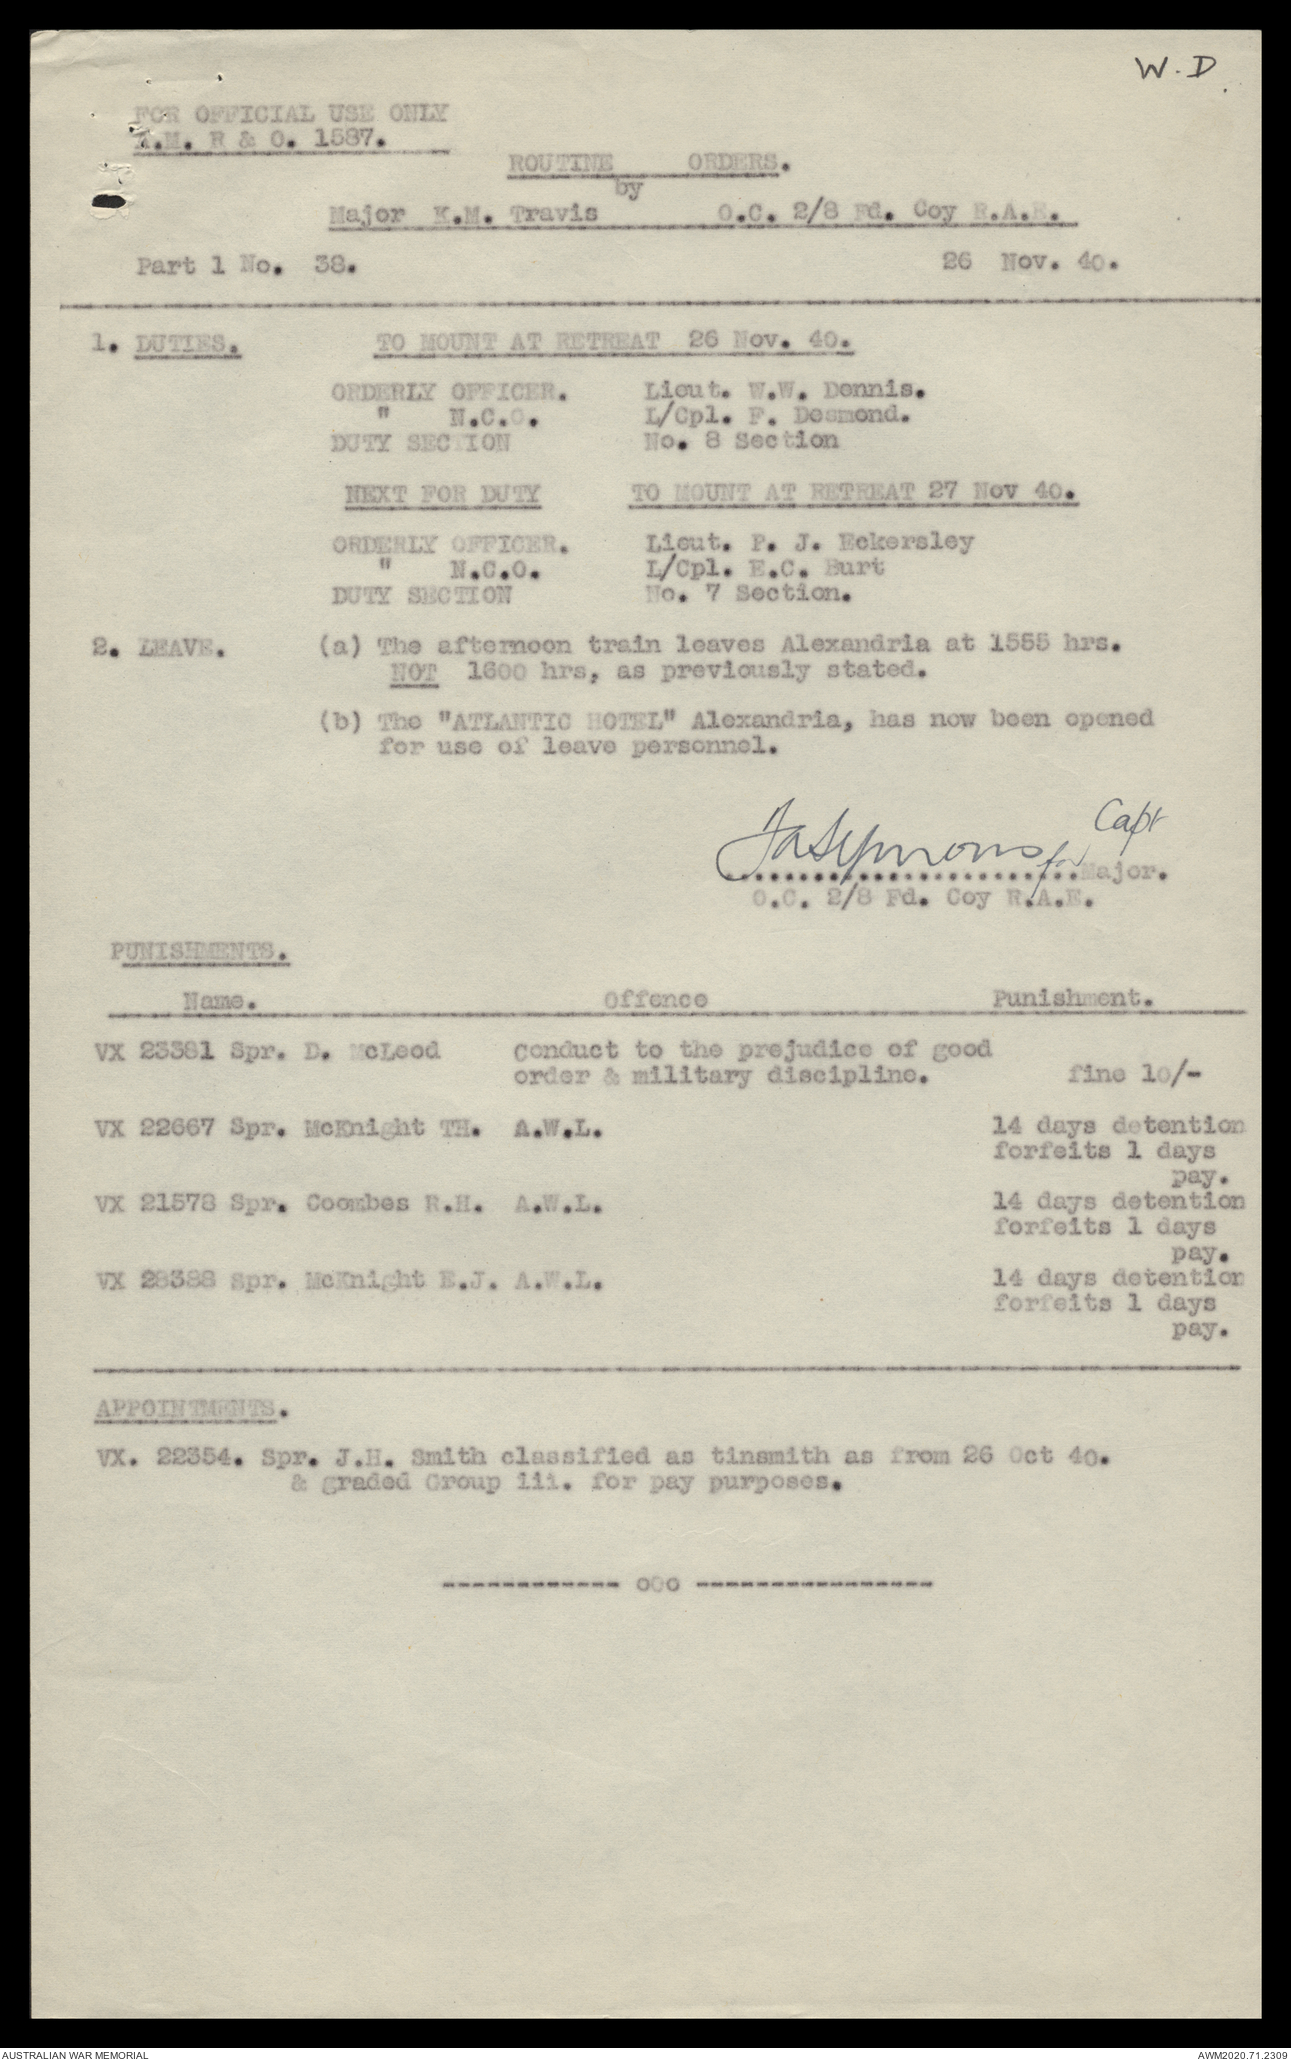 W.D.
FOR OFFICIAL USE ONLY
A.M. R & O. 1587.
ROUTINE ORDERS.
by
Major K.M. Travis O.C. 2/8 Fd. Coy R.A.E.
Part 1 No. 38. 26 Nov. 40.
1. DUTIES. TO MOUNT AT RETREAT 26 Nov. 40.
ORDERLY OFFICER. Lieut. W.W. Dennis.
" N.C.O. L/Cpl. F. Desmond.
DUTY SECTION No. 8 Section
NEXT FOR DUTY TO MOUNT AT RETREAT 27 Nov 40.
ORDERLY OFFICER. Lieut. P. J. Eckersley
" N.C.O. L/Cpl. E.C. Burt
DUTY SECTION No. 7 Section.
2. LEAVE. (a) The afternoon train leaves Alexandria at 1555 hrs.
NOT 1600 hrs, as previously stated.
(b) The "ATLANTIC HOTEL" Alexandria, has now been opened
for use of leave personnel.
Symons Capt
for ........................Major.
O.C. 2/8 Fd. Coy R.A.E.
PUNISHMENTS.
Name. Offence Punishment.
VX 23381 Spr. D. McLeod Conduct to the prejudice of good
order & military discipline. fine 10/-
VX 22667 Spr. McKnight TH. A.W.L. 14 days detention
forfeits 1 days
pay.
VX 21578 Spr. Coombes R.H. A.W.L. 14 days detention
forfeits 1 days
pay.
VX 28388 Spr. McKnight E.J. A.W.L. 14 days detention
forfeits 1 days
pay.
APPOINTMENTS.
VX. 22354. Spr. J.H. Smith classified as tinsmith as from 26 Oct 40.
& graded Group 111. for pay purposes.
------------ oOo ----------------
AUSTRALIAN WAR MEMORIAL AWM2020.71.2309